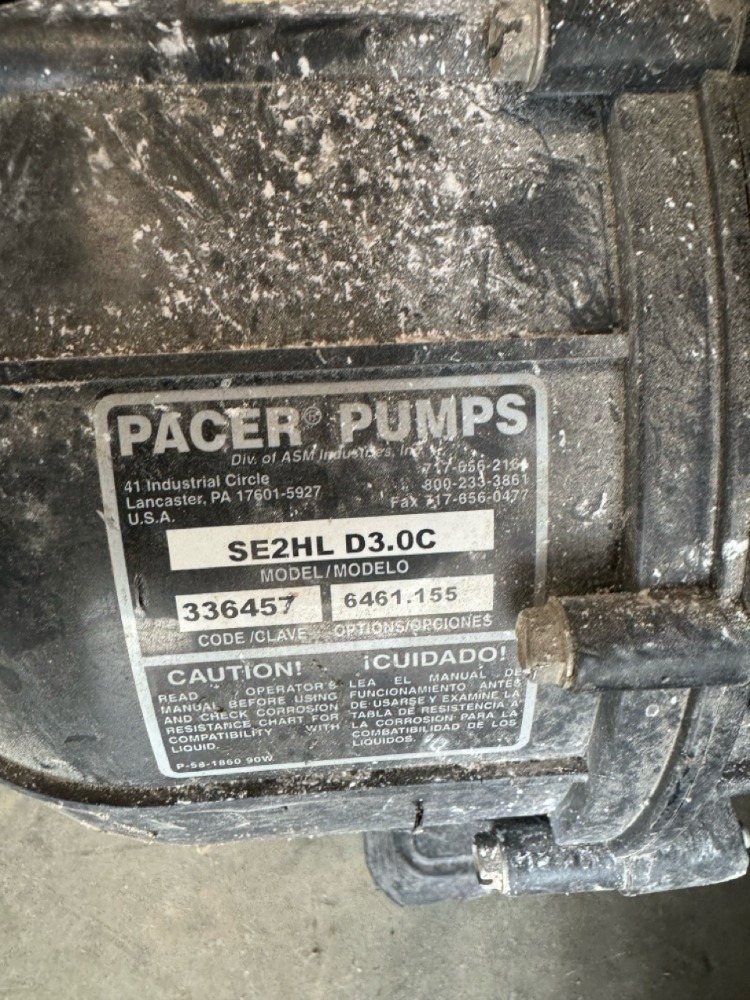 PACER® PUMPS
Div. of ASM Industries, Inc.
41 Industrial Circle
Lancaster, PA 17601-5927
U.S.A.
800-233-3861
Fax 717-656-0477
SE2HL D3.0C
MODEL/MODELO
336457
CODE/CLAVE
6461.155
OPTIONS/OPCIONES
CAUTION!
READ OPERATOR'S
MANUAL BEFORE USING
AND CHECK CORROSION
RESISTANCE CHART FOR
COMPATIBILITY WITH
LIQUID.
¡CUIDADO!
LEA EL MANUAL DE
FUNCIONAMIENTO ANTES
DE USARSE Y EXAMINE LA
TABLA DE RESISTENCIA A
LA CORROSION PARA LA
COMBATIBILIDAD DE LOS
LIQUIDOS.
P-58-1860 90W